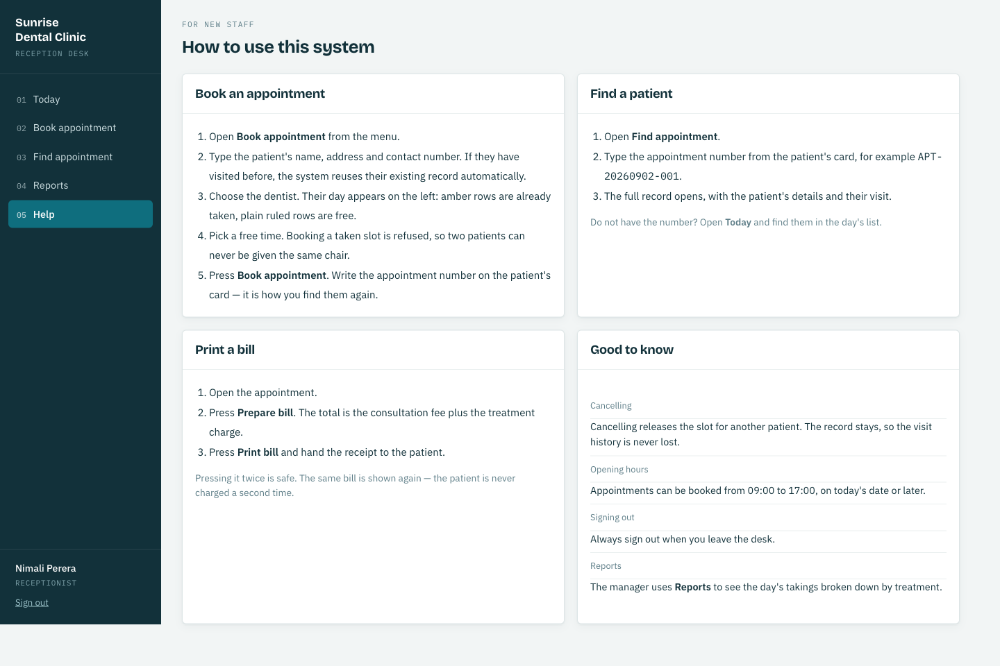 Sunrise
Dental Clinic
RECEPTION DESK
01 Today
02 Book appointment
03 Find appointment
04 Reports
05 Help
Nimali Perera
RECEPTIONIST
Sign out
FOR NEW STAFF
How to use this system
Book an appointment
1. Open Book appointment from the menu.
2. Type the patient's name, address and contact number. If they have
visited before, the system reuses their existing record automatically.
3. Choose the dentist. Their day appears on the left: amber rows are already
taken, plain ruled rows are free.
4. Pick a free time. Booking a taken slot is refused, so two patients can
never be given the same chair.
5. Press Book appointment. Write the appointment number on the patient's
card — it is how you find them again.
Find a patient
1. Open Find appointment.
2. Type the appointment number from the patient's card, for example APT-
20260902-001.
3. The full record opens, with the patient's details and their visit.
Do not have the number? Open Today and find them in the day's list.
Print a bill
1. Open the appointment.
2. Press Prepare bill. The total is the consultation fee plus the treatment
charge.
3. Press Print bill and hand the receipt to the patient.
Pressing it twice is safe. The same bill is shown again — the patient is never
charged a second time.
Good to know
Cancelling
Cancelling releases the slot for another patient. The record stays, so the visit
history is never lost.
Opening hours
Appointments can be booked from 09:00 to 17:00, on today's date or later.
Signing out
Always sign out when you leave the desk.
Reports
The manager uses Reports to see the day's takings broken down by treatment.